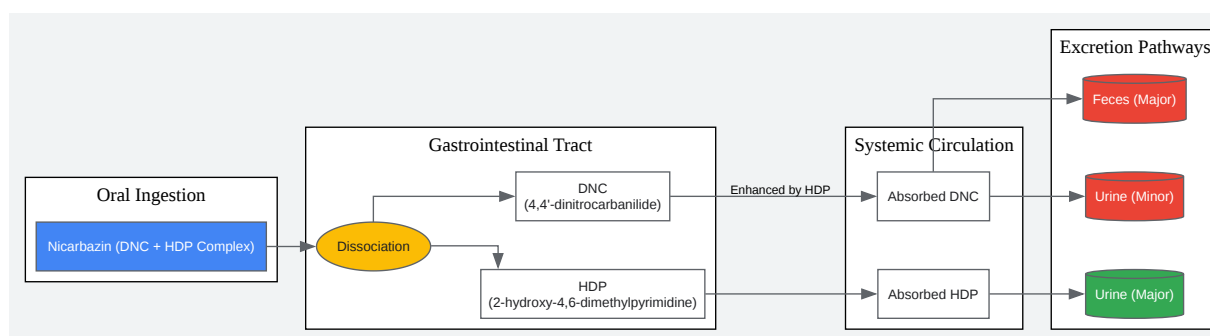 Oral Ingestion
Nicarbazin (DNC + HDP Complex)
Gastrointestinal Tract
Dissociation
DNC
(4,4'-dinitrocarbanilide)
HDP
(2-hydroxy-4,6-dimethylpyrimidine)
Enhanced by HDP
Systemic Circulation
Absorbed DNC
Absorbed HDP
Excretion Pathways
Feces (Major)
Urine (Minor)
Urine (Major)